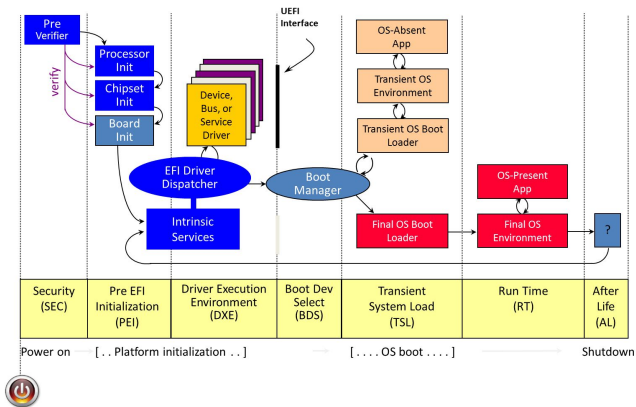 UEFI
Interface
Pre
Verifier
verify
Processor
Init
Chipset
Init
Board
Init
Device,
Bus, or
Service
Driver
EFI Driver
Dispatcher
Intrinsic
Services
Boot
Manager
OS-Absent
App
Transient OS
Environment
Transient OS Boot
Loader
Final OS Boot
Loader
OS-Present
App
Final OS
Environment
?
Security
(SEC)
Pre EFI
Initialization
(PEI)
Driver Execution
Environment
(DXE)
Boot Dev
Select
(BDS)
Transient
System Load
(TSL)
Run Time
(RT)
After
Life
(AL)
Power on
[ . . Platform initialization . . ]
[ . . . . OS boot . . . . ]
Shutdown